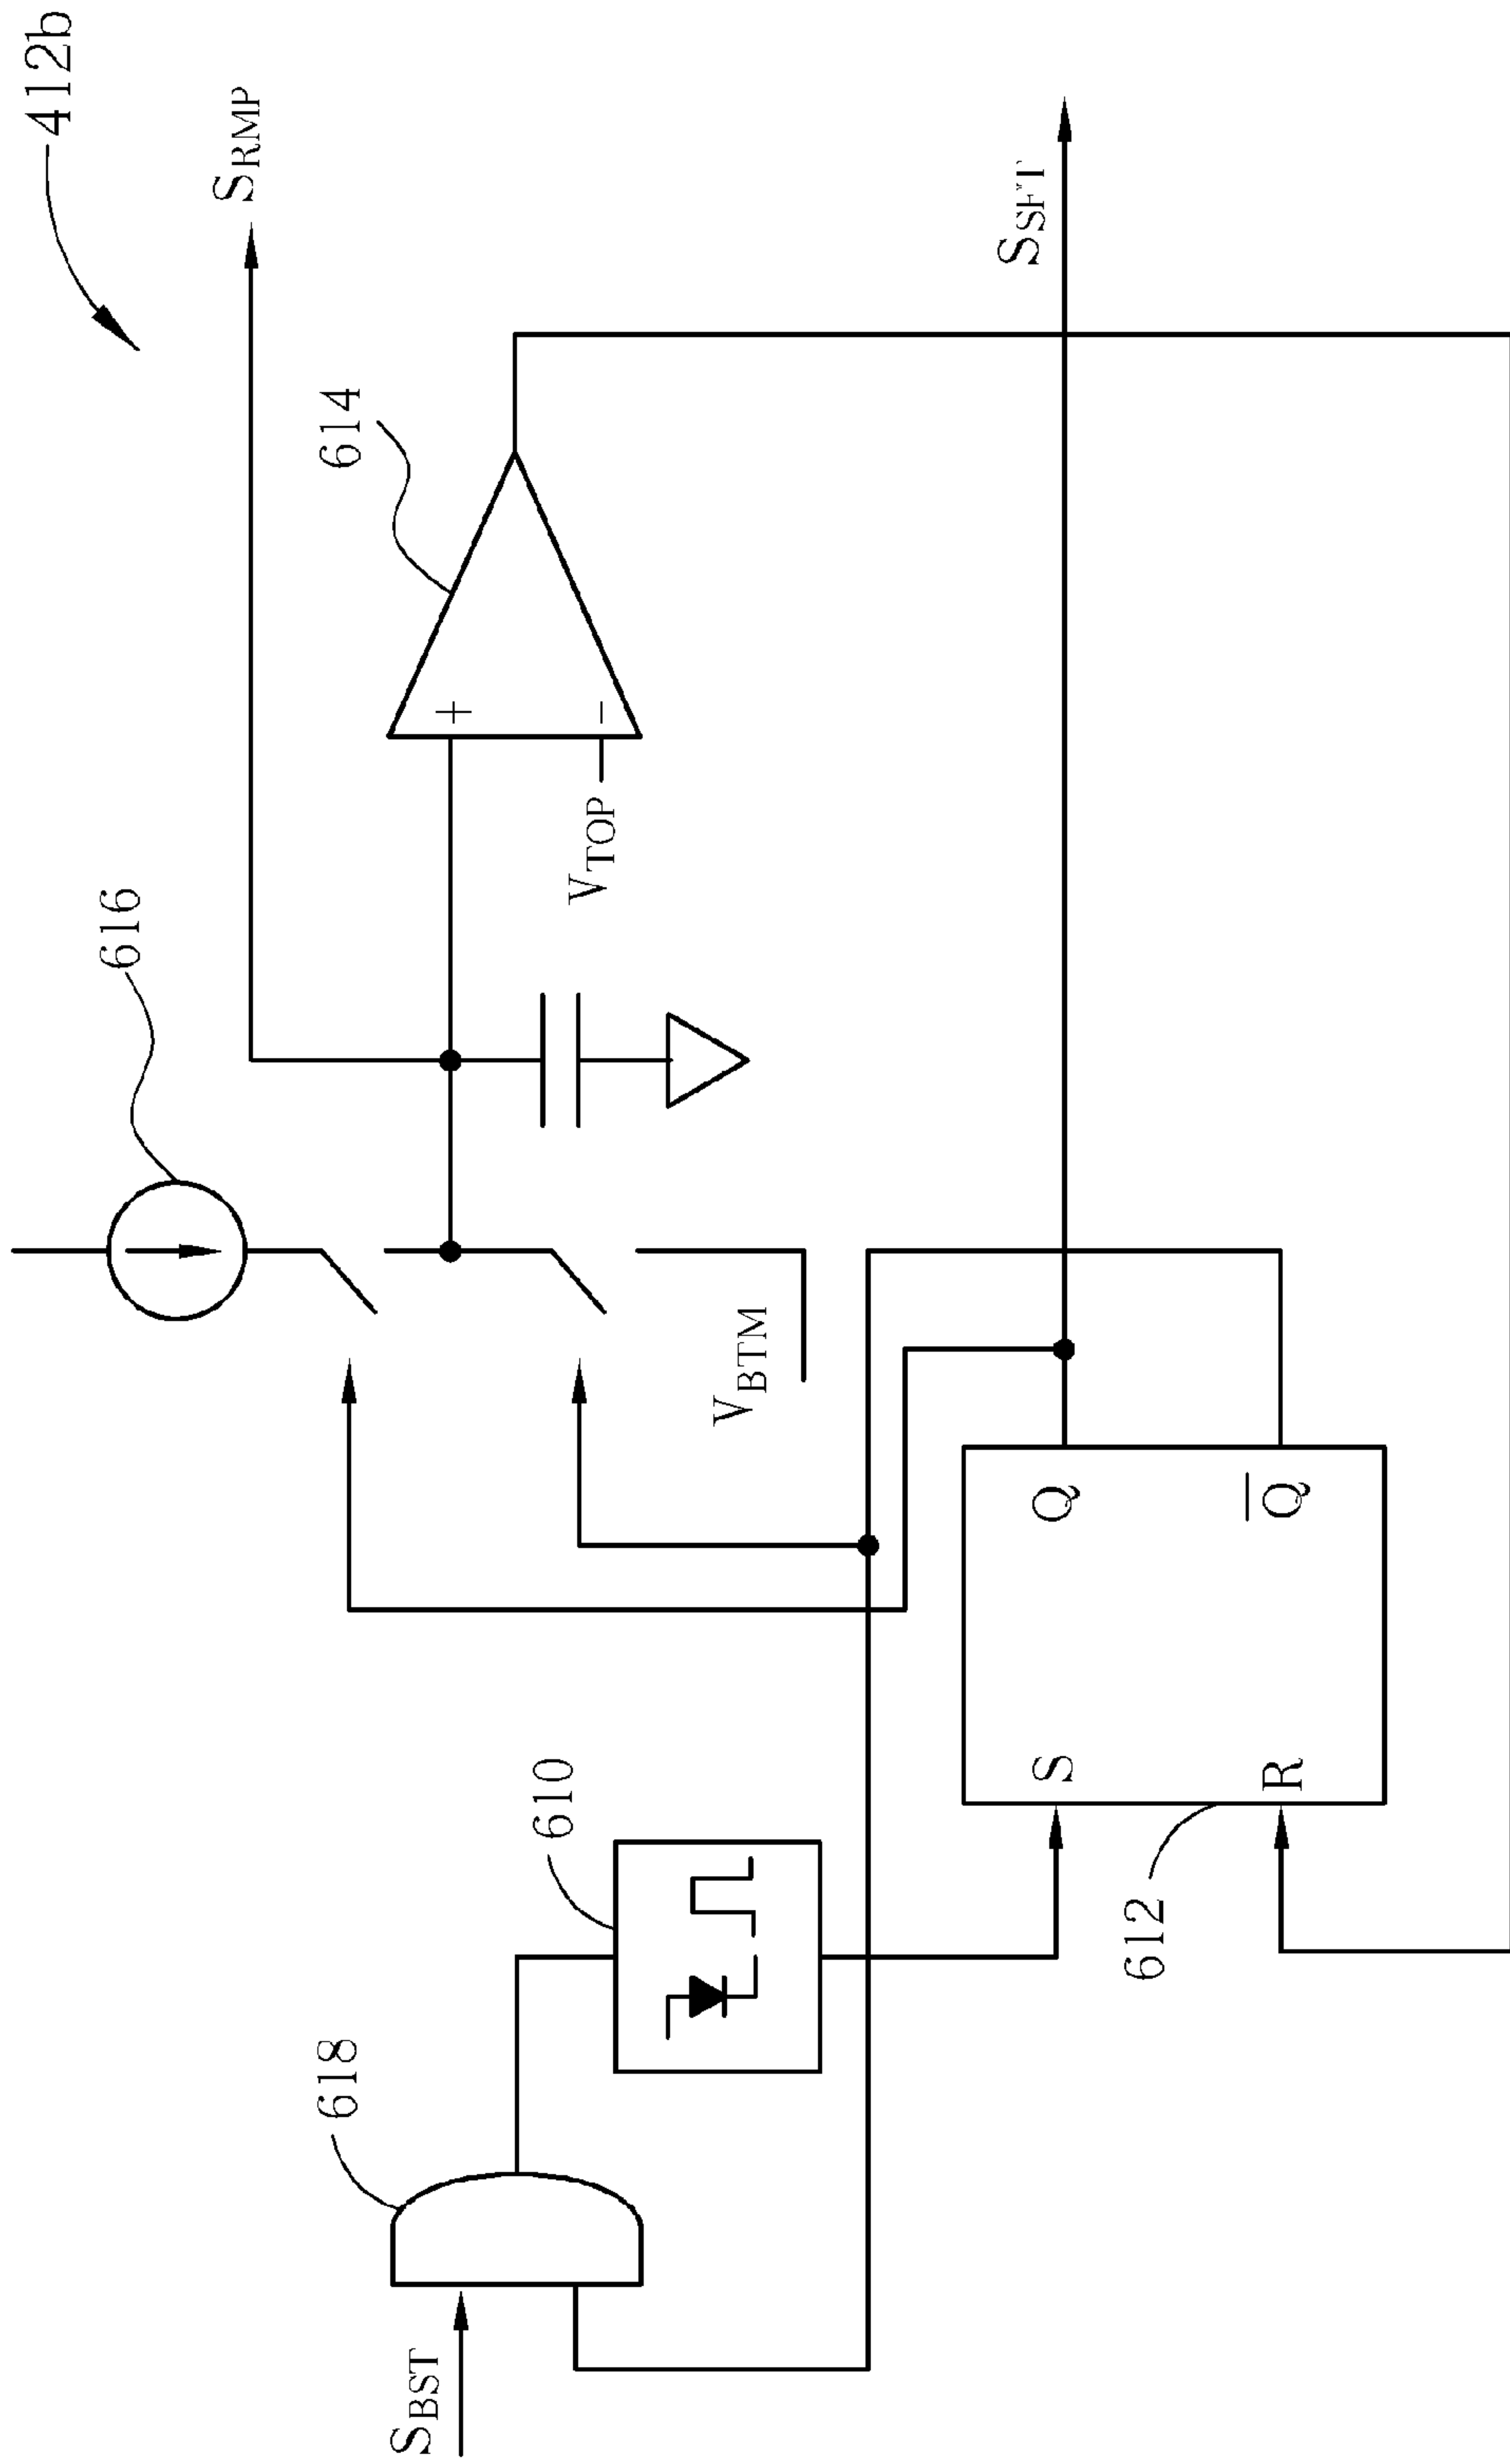 412b
SRMP
616
614
+
−
VTOP
VBTM
618
610
SBST
SSFT
S
Q
R
Q̅
612